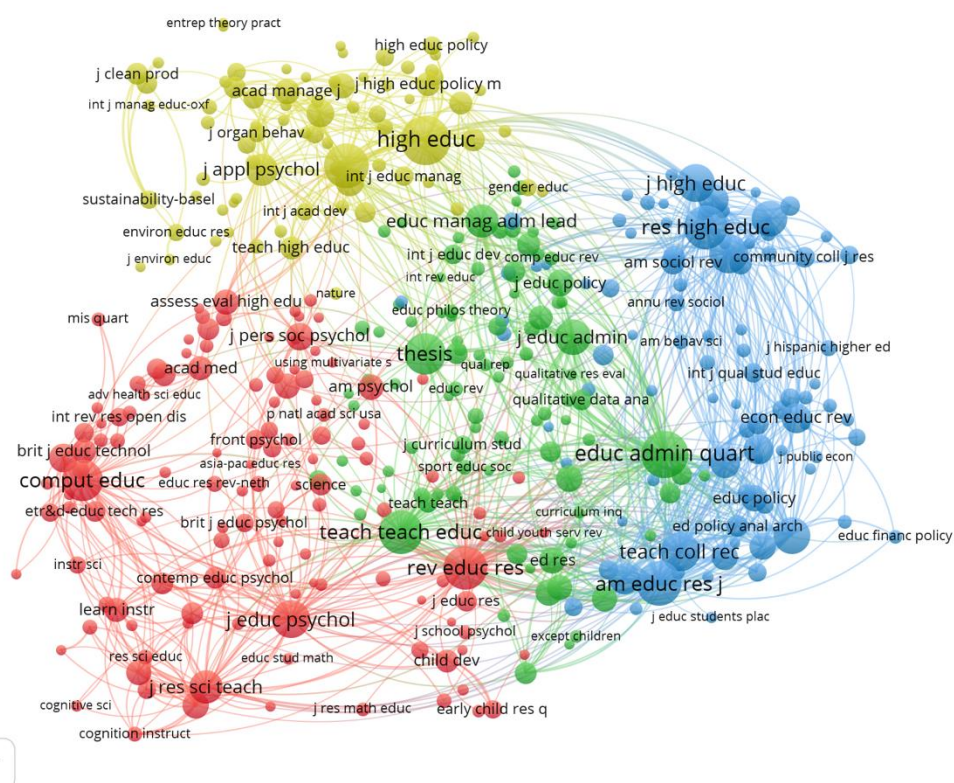 entrep theory pract
high educ policy
j clean prod
acad manage j
j high educ policy m
int j manag educ-oxf
j organ behav
high educ
j appl psychol
int j educ manag
gender educ
j high educ
sustainability-basel
int j acad dev
educ manag adm lead
res high educ
environ educ res
teach high educ
j environ educ
int j educ dev
comp educ rev
am sociol rev
community coll j res
int rev educ
j educ policy
nature
assess eval high edu
annu rev sociol
mis quart
educ philos theory
j pers soc psychol
j educ admin
am behav sci
j hispanic higher ed
thesis
using multivariate s
qual rep
acad med
qualitative res eval
int j qual stud educ
am psychol
educ rev
adv health sci educ
qualitative data ana
int rev res open dis
p natl acad sci usa
econ educ rev
front psychol
j curriculum stud
brit j educ technol
educ admin quart
j public econ
asia-pac educ res
sport educ soc
comput educ
educ res rev-neth
science
educ policy
teach teach
etr&d-educ tech res
curriculum inq
brit j educ psychol
ed policy anal arch
teach teach educ
child youth serv rev
educ financ policy
teach coll rec
instr sci
ed res
rev educ res
contemp educ psychol
am educ res j
j educ res
learn instr
j educ psychol
j educ students plac
j school psychol
except children
res sci educ
educ stud math
child dev
j res sci teach
cognitive sci
j res math educ
early child res q
cognition instruct